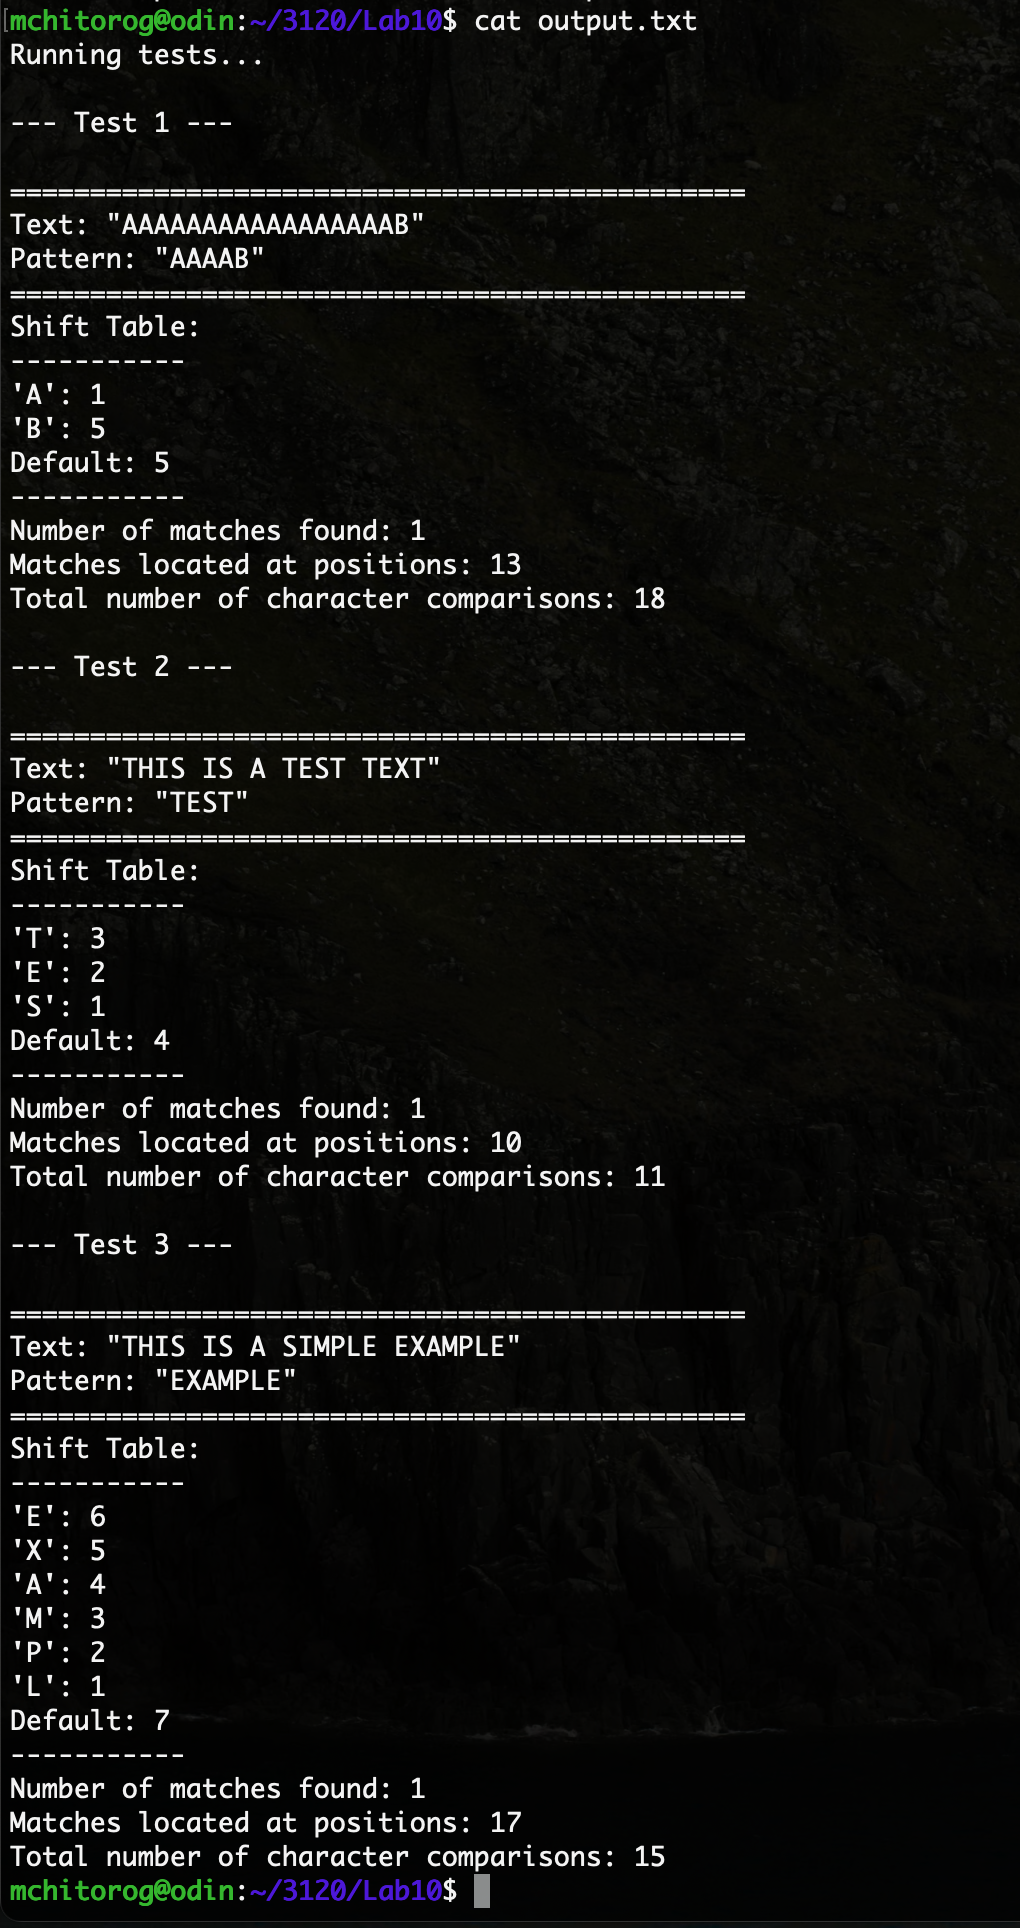 [mchitorog@odin:~/3120/Lab10$ cat output.txt
Running tests...
--- Test 1 ---
==============================================
Text: "AAAAAAAAAAAAAAAAAB"
Pattern: "AAAAB"
==============================================
Shift Table:
-----------
'A': 1
'B': 5
Default: 5
-----------
Number of matches found: 1
Matches located at positions: 13
Total number of character comparisons: 18
--- Test 2 ---
==============================================
Text: "THIS IS A TEST TEXT"
Pattern: "TEST"
==============================================
Shift Table:
-----------
'T': 3
'E': 2
'S': 1
Default: 4
-----------
Number of matches found: 1
Matches located at positions: 10
Total number of character comparisons: 11
--- Test 3 ---
==============================================
Text: "THIS IS A SIMPLE EXAMPLE"
Pattern: "EXAMPLE"
==============================================
Shift Table:
-----------
'E': 6
'X': 5
'A': 4
'M': 3
'P': 2
'L': 1
Default: 7
-----------
Number of matches found: 1
Matches located at positions: 17
Total number of character comparisons: 15
mchitorog@odin:~/3120/Lab10$